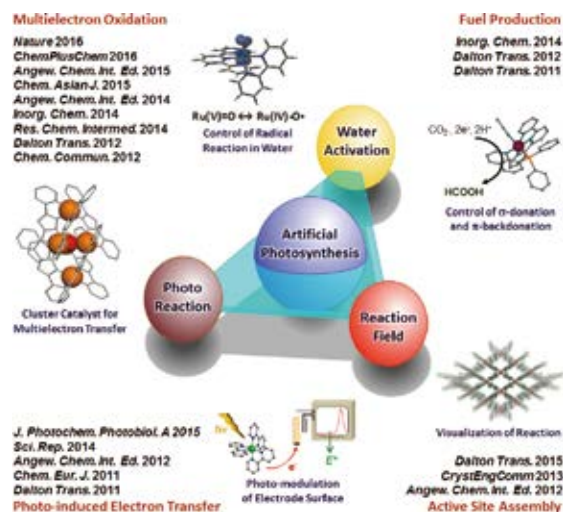 Multielectron Oxidation
Nature 2016
ChemPlusChem 2016
Angew. Chem. Int. Ed. 2015
Chem. Asian J. 2015
Angew. Chem. Int. Ed. 2014
Inorg. Chem. 2014
Res. Chem. Intermed. 2014
Dalton Trans. 2012
Chem. Commun. 2012
Ru(V)=O ↔ Ru(IV)-O•
Control of Radical
Reaction in Water
Fuel Production
Inorg. Chem. 2014
Dalton Trans. 2012
Dalton Trans. 2011
CO₂, 2e⁻, 2H⁺
HCOOH
Control of σ-donation
and π-backdonation
Water
Activation
Artificial
Photosynthesis
Photo
Reaction
Reaction
Field
Cluster Catalyst for
Multielectron Transfer
Visualization of Reaction
J. Photochem. Photobiol. A 2015
Sci. Rep. 2014
Angew. Chem. Int. Ed. 2012
Chem. Eur. J. 2011
Dalton Trans. 2011
Photo-induced Electron Transfer
hν
e⁻
Photo-modulation
of Electrode Surface
Dalton Trans. 2015
CrystEngComm 2013
Angew. Chem. Int. Ed. 2012
Active Site Assembly